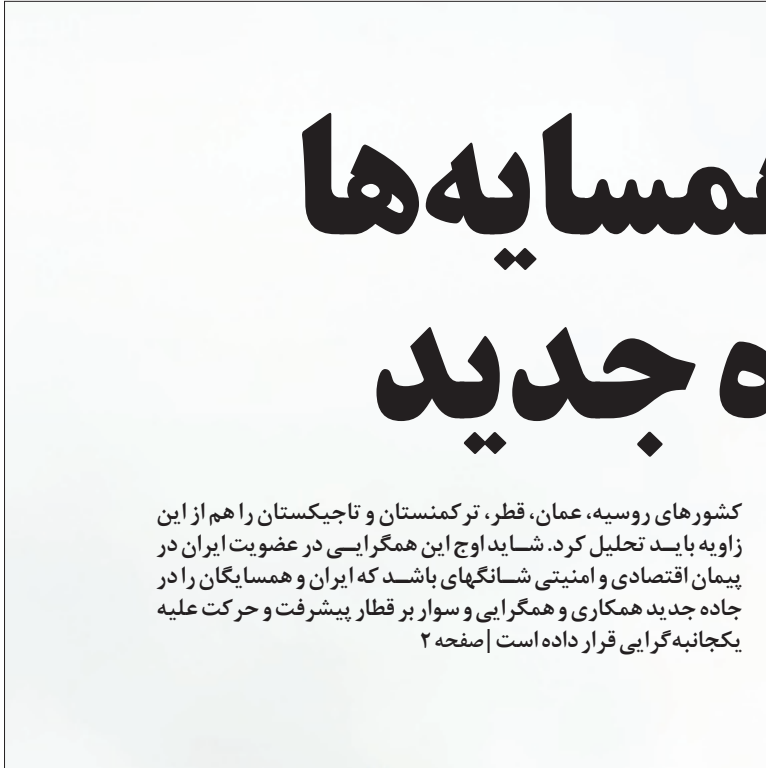 همسایه‌ها
جدید
کشورهای روسیه، عمان، قطر، ترکمنستان و تاجیکستان را هم از این
زاویه باید تحلیل کرد. شاید اوج این همگرایی در عضویت ایران در
پیمان اقتصادی و امنیتی شانگهای باشد که ایران و همسایگان را در
جاده جدید همکاری و همگرایی و سوار بر قطار پیشرفت و حرکت علیه
یکجانبه‌گرایی قرار داده است | صفحه ۲